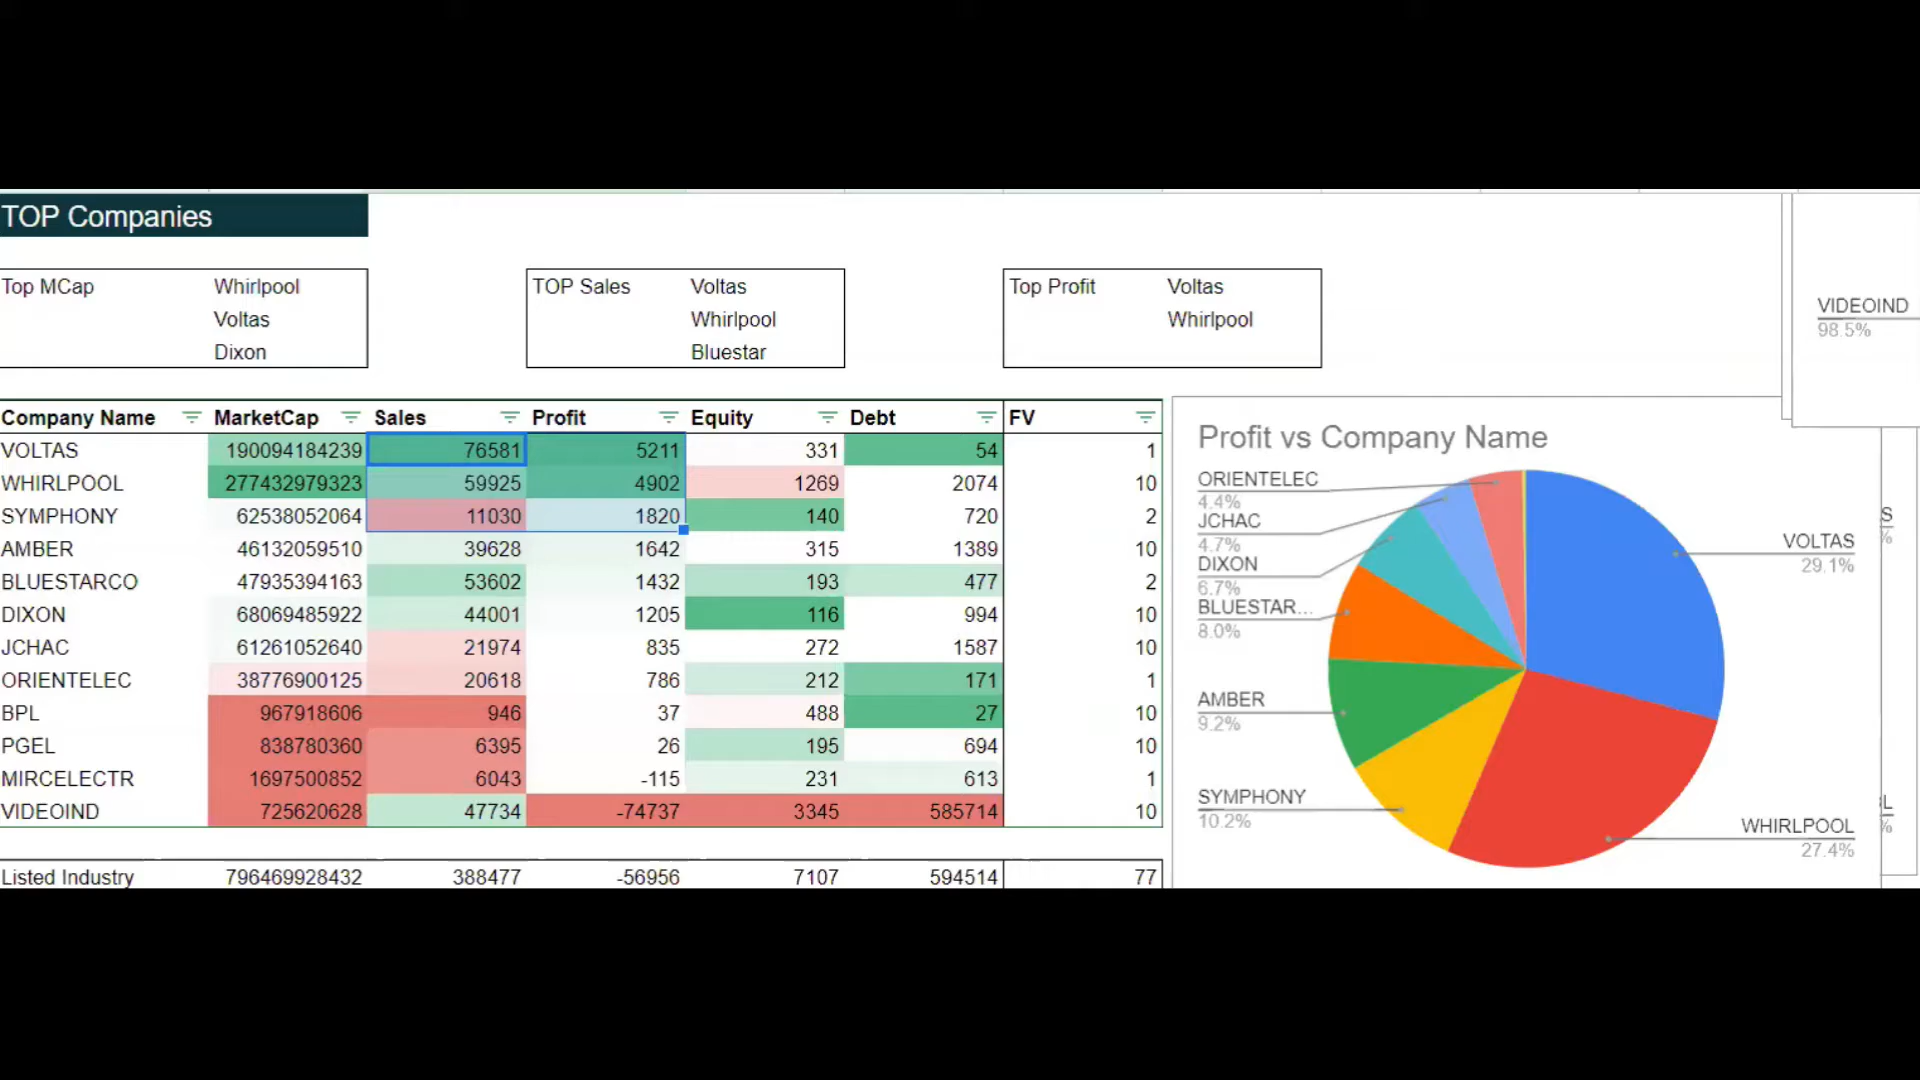 TOP Companies
Top MCap Whirlpool
Voltas
Dixon
TOP Sales Voltas
Whirlpool
Bluestar
Top Profit Voltas
Whirlpool
VIDEOIND
98.5%
Company Name MarketCap Sales Profit Equity Debt FV
VOLTAS 190094184239 76581 5211 331 54 1
WHIRLPOOL 277432979323 59925 4902 1269 2074 10
SYMPHONY 62538052064 11030 1820 140 720 2
AMBER 46132059510 39628 1642 315 1389 10
BLUESTARCO 47935394163 53602 1432 193 477 2
DIXON 68069485922 44001 1205 116 994 10
JCHAC 61261052640 21974 835 272 1587 10
ORIENTELEC 38776900125 20618 786 212 171 1
BPL 967918606 946 37 488 27 10
PGEL 838780360 6395 26 195 694 10
MIRCELECTR 1697500852 6043 -115 231 613 1
VIDEOIND 725620628 47734 -74737 3345 585714 10
Listed Industry 796469928432 388477 -56956 7107 594514 77
Profit vs Company Name
ORIENTELEC
4.4%
JCHAC
4.7%
DIXON
6.7%
BLUESTAR...
8.0%
AMBER
9.2%
SYMPHONY
10.2%
VOLTAS
29.1%
WHIRLPOOL
27.4%